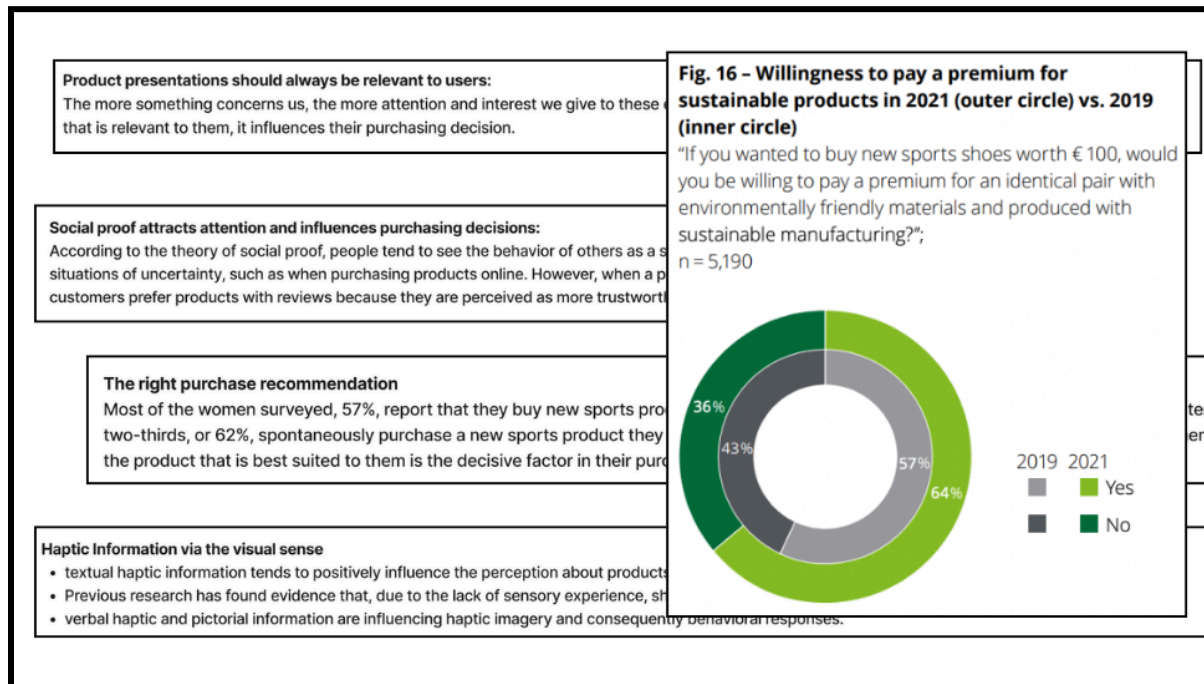 Product presentations should always be relevant to users:
The more something concerns us, the more attention and interest we give to these
that is relevant to them, it influences their purchasing decision.
Social proof attracts attention and influences purchasing decisions:
According to the theory of social proof, people tend to see the behavior of others as a
situations of uncertainty, such as when purchasing products online. However, when a
customers prefer products with reviews because they are perceived as more
The right purchase recommendation
Most of the women surveyed, 57%, report that they buy new sports
two-thirds, or 62%, spontaneously purchase a new sports product they
the product that is best suited to them is the decisive factor in their
Haptic Information via the visual sense
• textual haptic information tends to positively influence the perception about products
• Previous research has found evidence that, due to the lack of sensory experience,
• verbal haptic and pictorial information are influencing haptic imagery and consequently behavioral responses.
Fig. 16 – Willingness to pay a premium for
sustainable products in 2021 (outer circle) vs. 2019
(inner circle)
“If you wanted to buy new sports shoes worth € 100, would
you be willing to pay a premium for an identical pair with
environmentally friendly materials and produced with
sustainable manufacturing?”;
n = 5,190
36%
43%
57%
64%
2019 2021
Yes
No